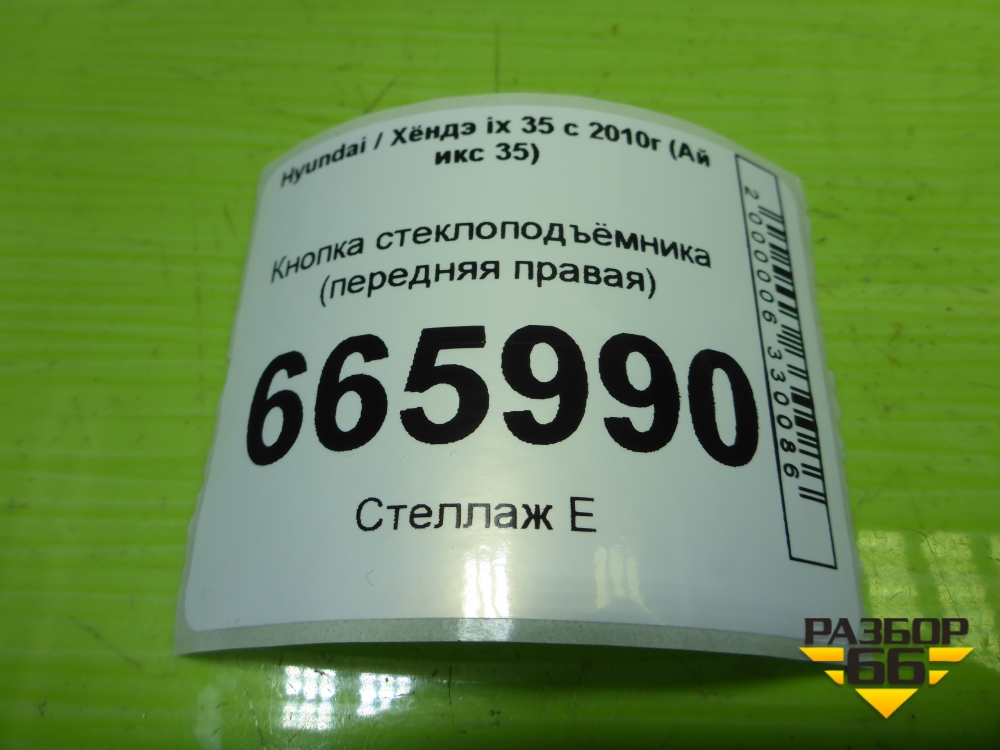 Hyundai / Хёндэ ix 35 с 2010г (Ай
икс 35)
Кнопка стеклоподъёмника
(передняя правая)
665990
Стеллаж Е
2000006330086
РАЗБОР
66